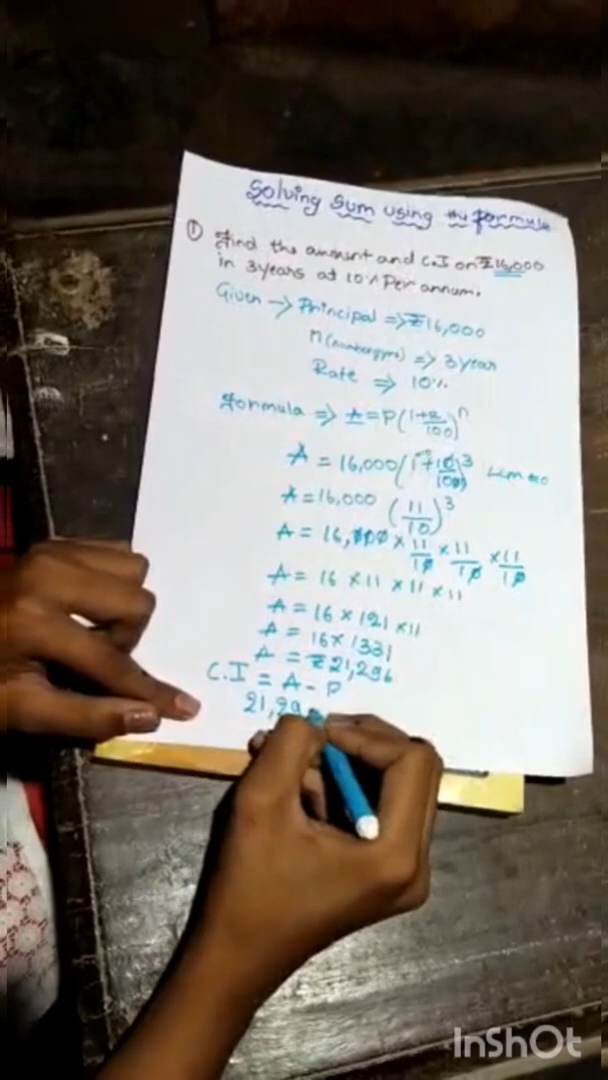 Solving Sum using the formula
① find the amount and C.I on ₹16,000
in 3years at 10% Per annum.
Given → Principal ⇒ ₹16,000
n ⇒ 3year
Rate ⇒ 10%
formula ⇒ A = P(1+R/100)^n
A = 16,000(1+10/100)^3
A = 16,000 (11/10)^3
A = 16,000 × 11/10 × 11/10 × 11/10
A = 16 × 11 × 11 × 11
A = 16 × 121 × 11
A = 16 × 1331
A = ₹21,296
C.I = A - P
21,29
InShOt